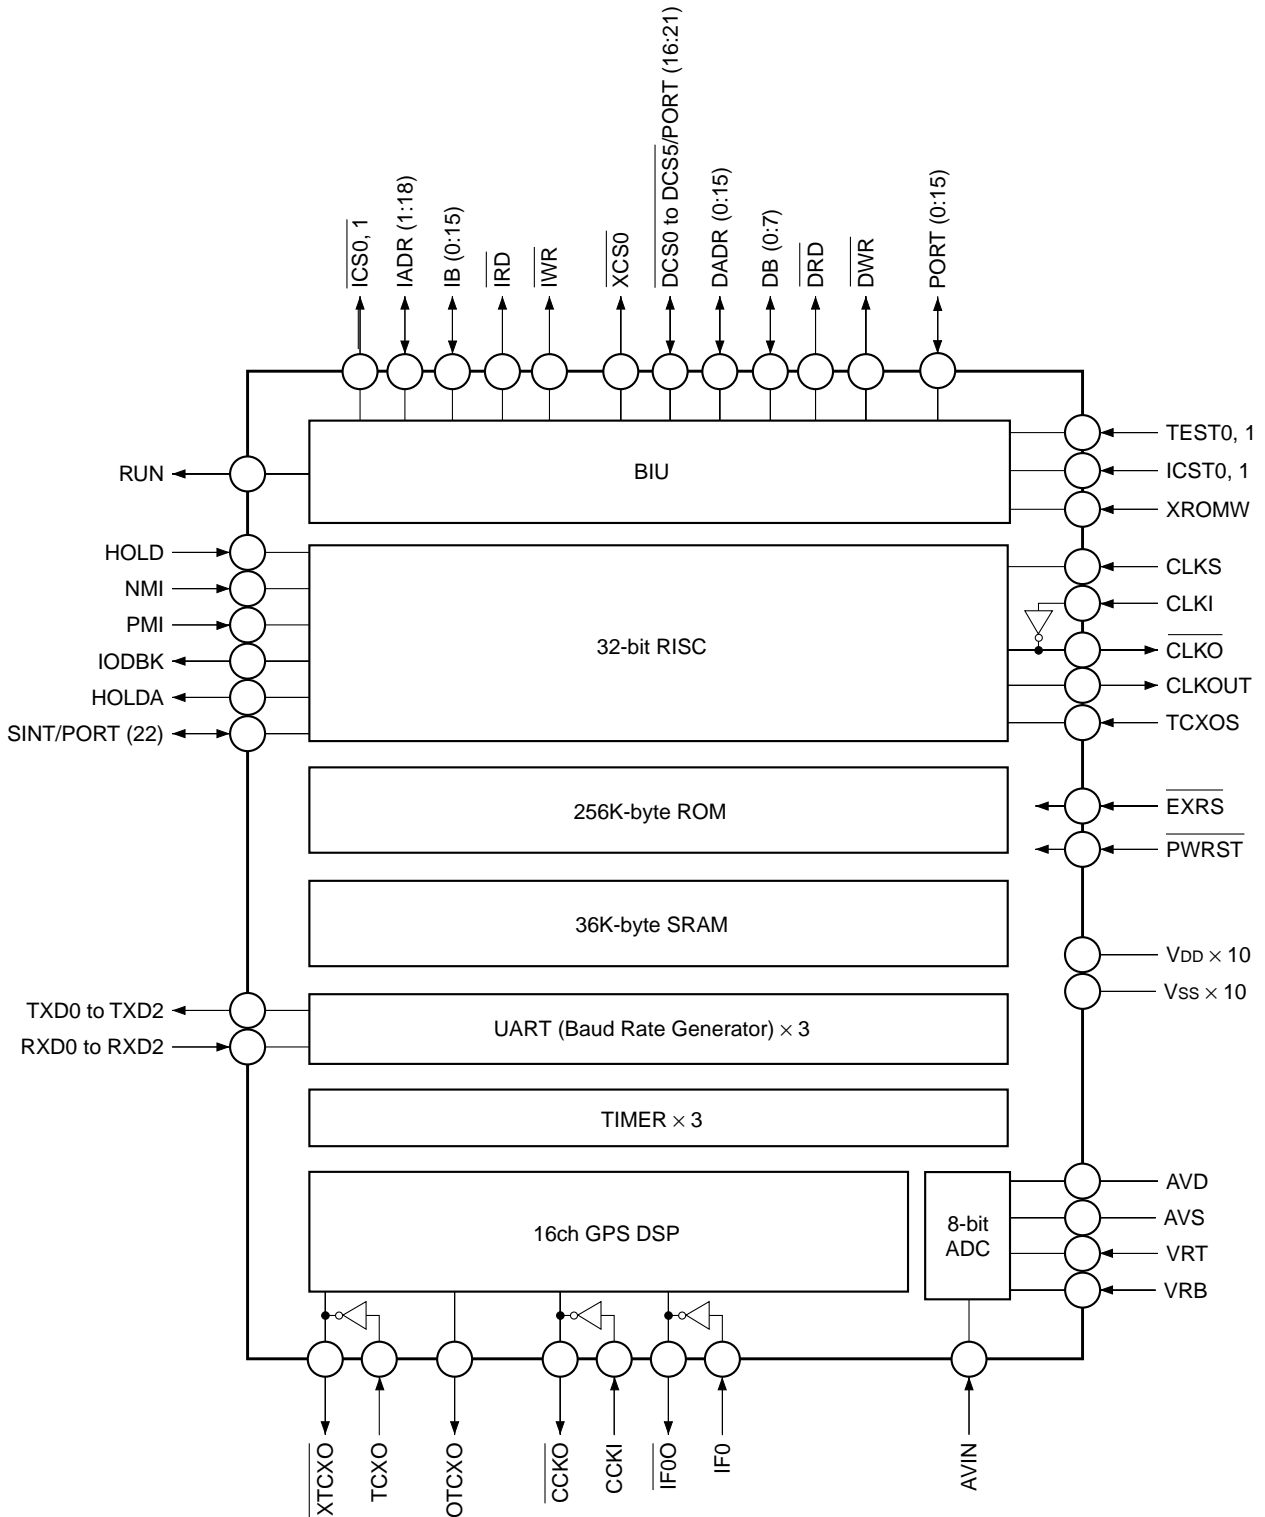 ICS0, 1
IADR (1:18)
IB (0:15)
IRD
IWR
XCS0
DCS0 to DCS5/PORT (16:21)
DADR (0:15)
DB (0:7)
DRD
DWR
PORT (0:15)
RUN
HOLD
NMI
PMI
IODBK
HOLDA
SINT/PORT (22)
TXD0 to TXD2
RXD0 to RXD2
BIU
32-bit RISC
256K-byte ROM
36K-byte SRAM
UART (Baud Rate Generator) × 3
TIMER × 3
16ch GPS DSP
8-bit
ADC
TEST0, 1
ICST0, 1
XROMW
CLKS
CLKI
CLKO
CLKOUT
TCXOS
EXRS
PWRST
VDD × 10
VSS × 10
AVD
AVS
VRT
VRB
XTCXO
TCXO
OTCXO
CCKO
CCKI
IF0O
IF0
AVIN